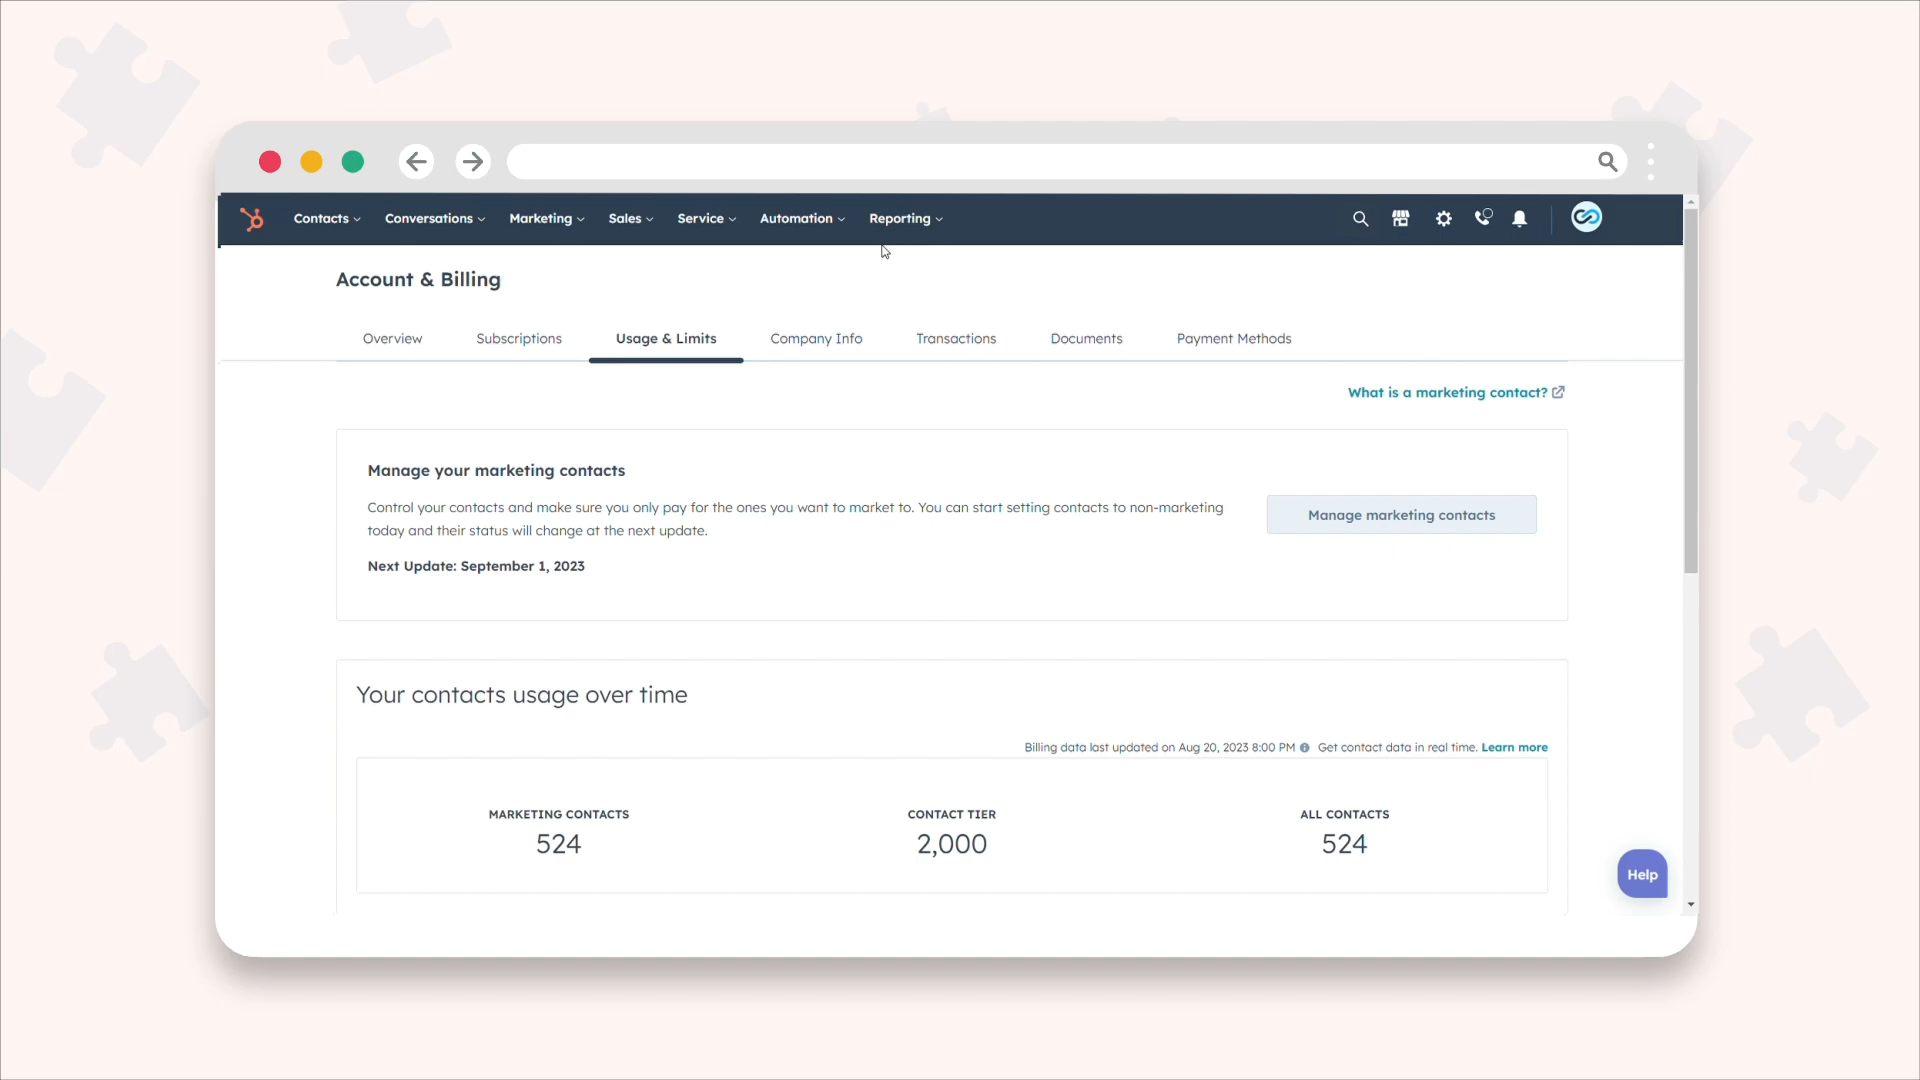 Contacts Conversations Marketing Sales Service Automation Reporting
Account & Billing
Overview Subscriptions Usage & Limits Company Info Transactions Documents Payment Methods
What is a marketing contact?
Manage your marketing contacts
Control your contacts and make sure you only pay for the ones you want to market to. You can start setting contacts to non-marketing
today and their status will change at the next update.
Manage marketing contacts
Next Update: September 1, 2023
Your contacts usage over time
Billing data last updated on Aug 20, 2023 8:00 PM Get contact data in real time. Learn more
MARKETING CONTACTS CONTACT TIER ALL CONTACTS
524 2,000 524
Help